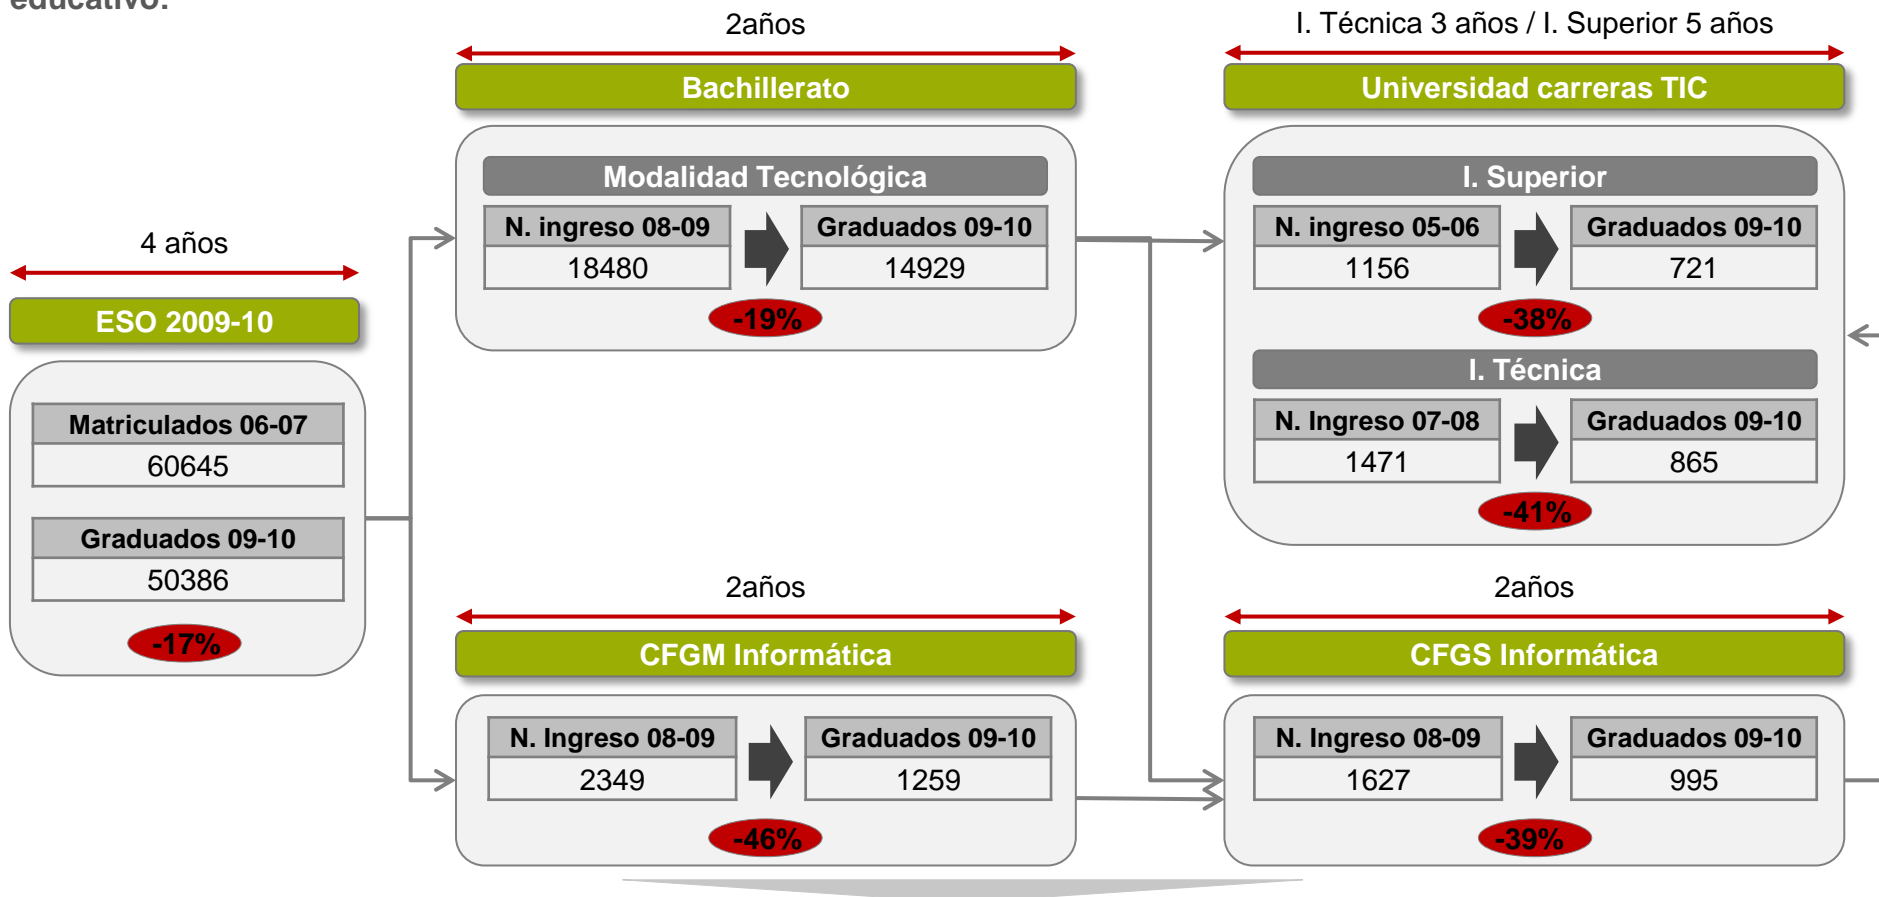 educativo.
2años
I. Técnica 3 años / I. Superior 5 años
Bachillerato
Universidad carreras TIC
Modalidad Tecnológica
N. ingreso 08-09
Graduados 09-10
18480
14929
-19%
I. Superior
N. ingreso 05-06
Graduados 09-10
1156
721
-38%
I. Técnica
N. Ingreso 07-08
Graduados 09-10
1471
865
-41%
4 años
ESO 2009-10
Matriculados 06-07
60645
Graduados 09-10
50386
-17%
2años
CFGM Informática
N. Ingreso 08-09
Graduados 09-10
2349
1259
-46%
2años
CFGS Informática
N. Ingreso 08-09
Graduados 09-10
1627
995
-39%